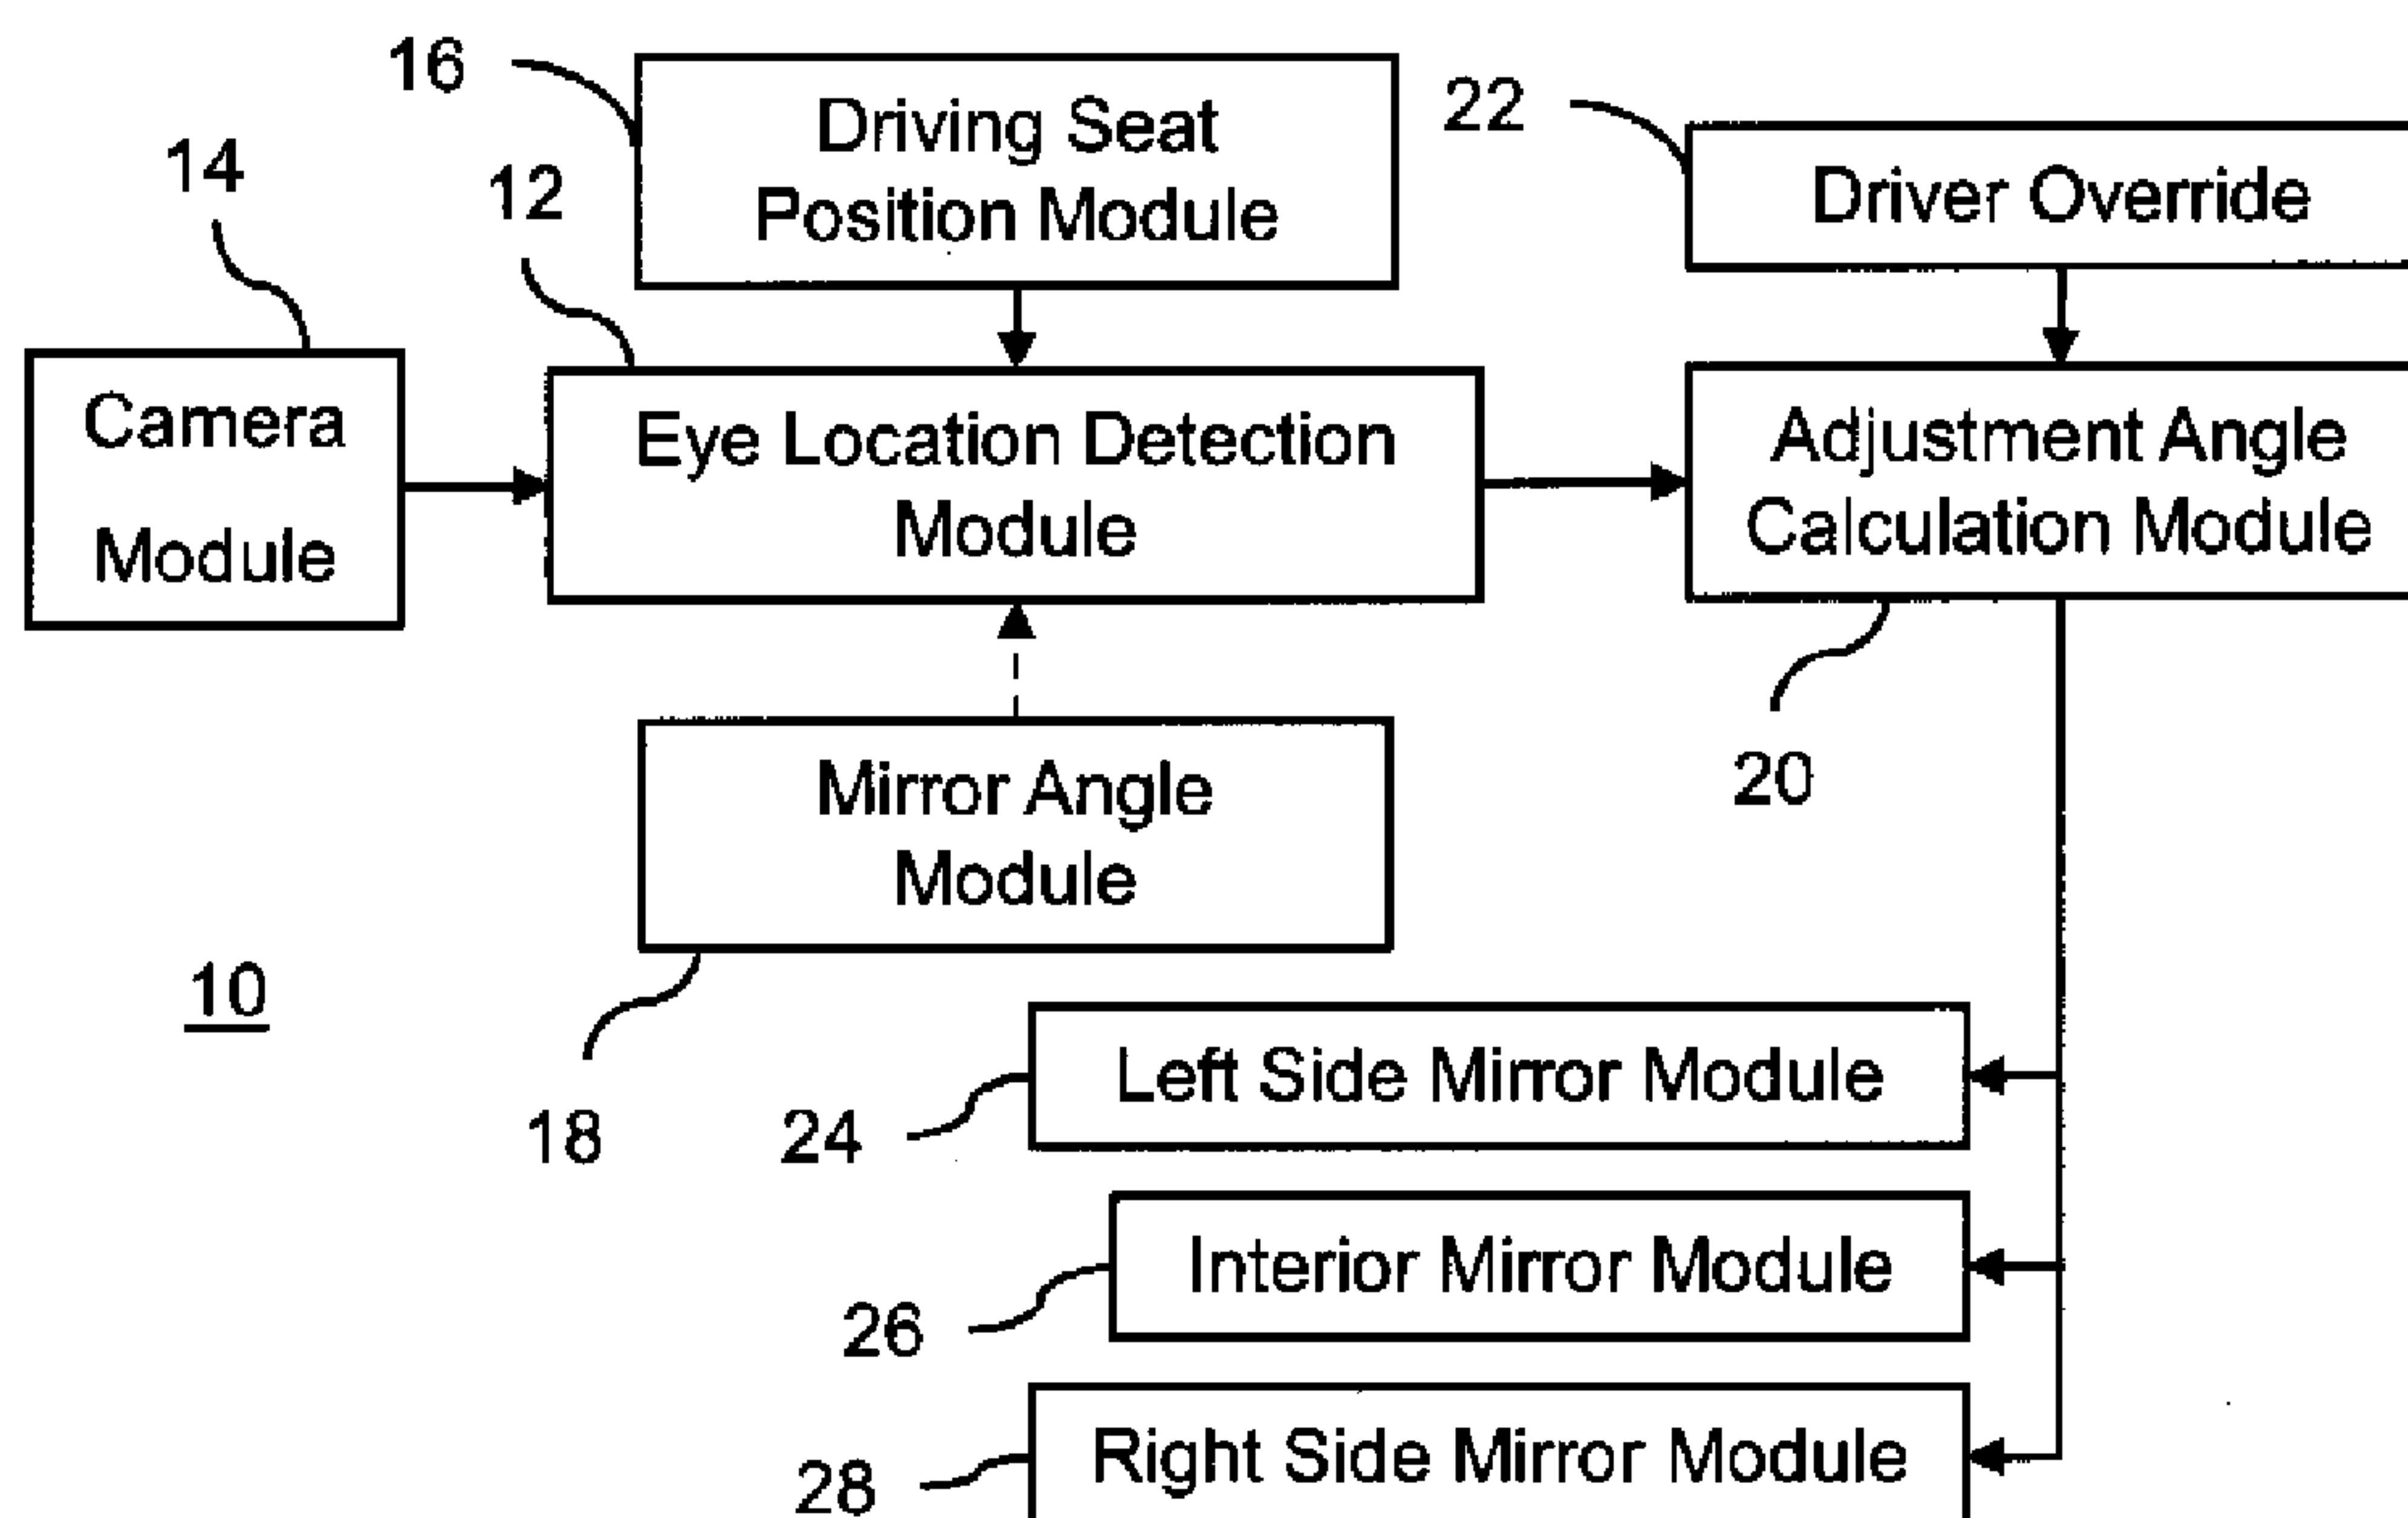 16
Driving Seat
Position Module
22
Driver Override
14
12
Camera
Module
Eye Location Detection
Module
Adjustment Angle
Calculation Module
20
Mirror Angle
Module
10
18
24
Left Side Mirror Module
26
Interior Mirror Module
28
Right Side Mirror Module